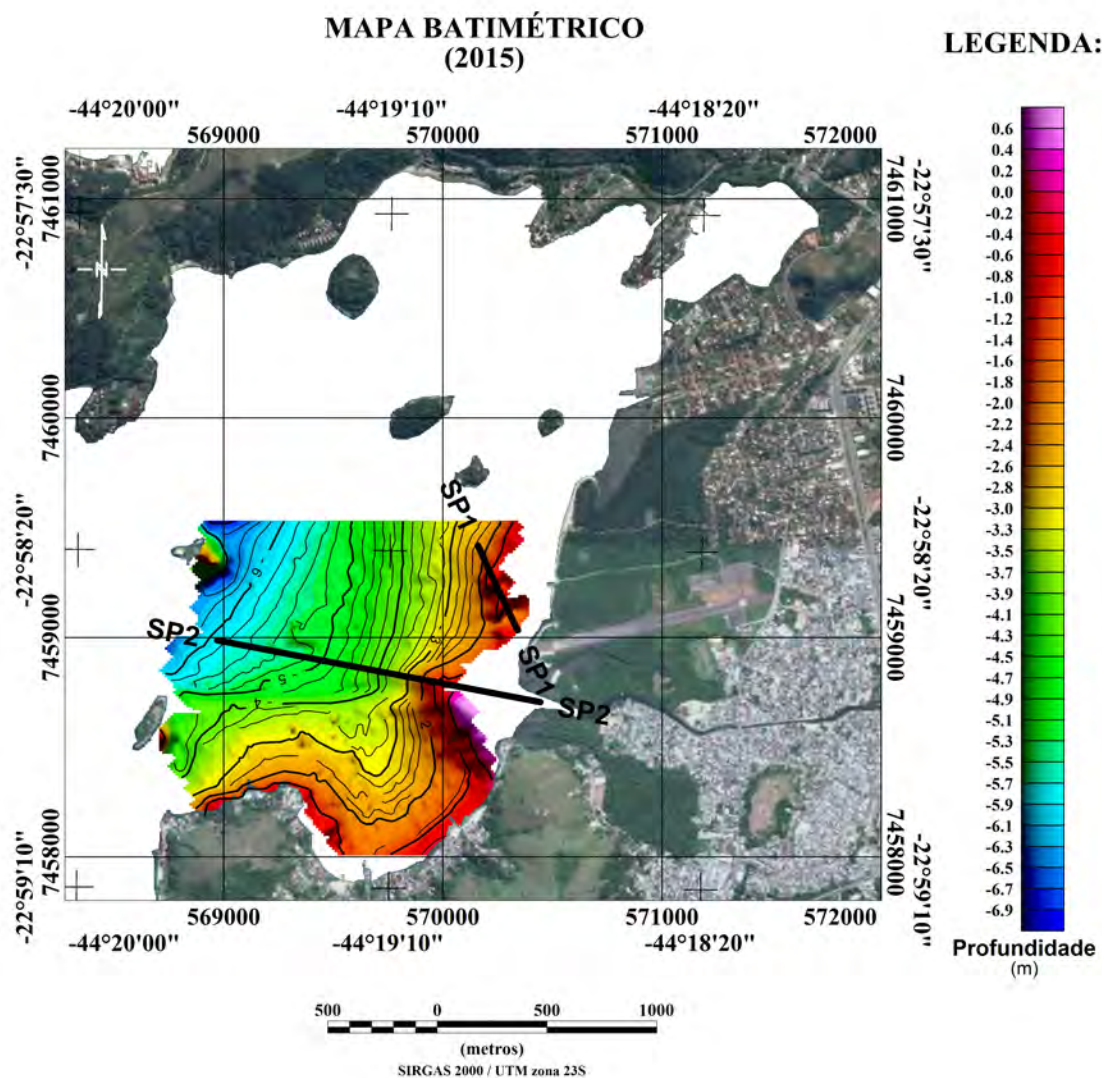 MAPA BATIMÉTRICO
(2015)
LEGENDA:
-44°20'00" -44°19'10" -44°18'20"
569000 570000 571000 572000
-22°57'30" 7461000 7461000 -22°57'30"
N
7460000 7460000
-22°58'20" 7459000 7459000 -22°58'20"
SP1
6
SP2
3
SP1
SP2
5
4
2
-22°59'10" 7458000 7458000 -22°59'10"
569000 570000 571000 572000
-44°20'00" -44°19'10" -44°18'20"
0.6
0.4
0.2
0.0
-0.2
-0.4
-0.6
-0.8
-1.0
-1.2
-1.4
-1.6
-1.8
-2.0
-2.2
-2.4
-2.6
-2.8
-3.0
-3.3
-3.5
-3.7
-3.9
-4.1
-4.3
-4.5
-4.7
-4.9
-5.1
-5.3
-5.5
-5.7
-5.9
-6.1
-6.3
-6.5
-6.7
-6.9
Profundidade
(m)
500 0 500 1000
(metros)
SIRGAS 2000 / UTM zona 23S